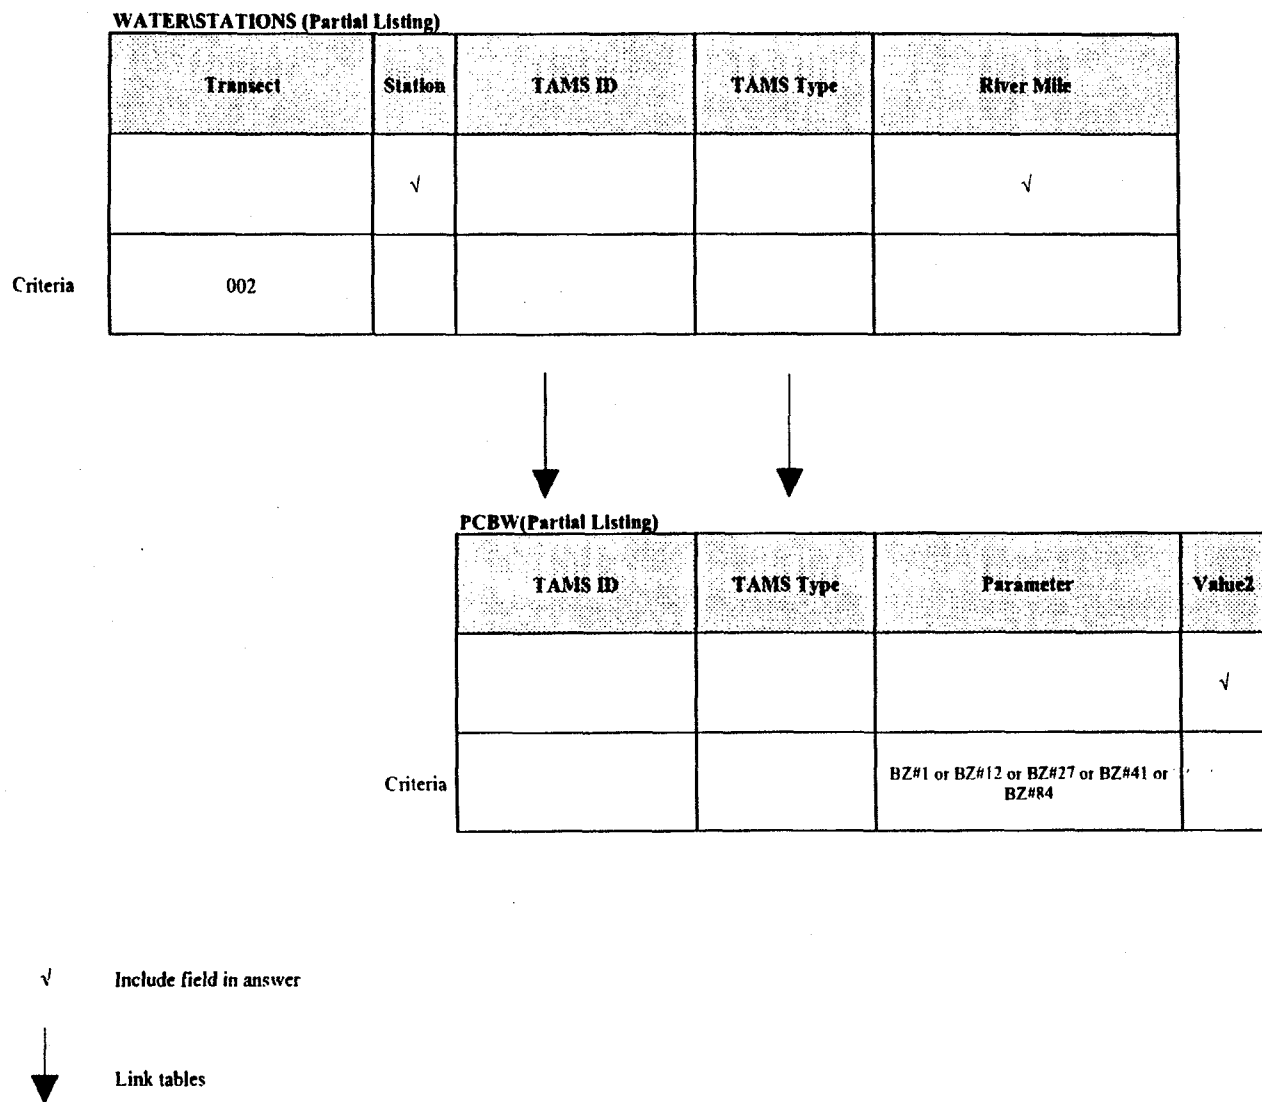 WATER\STATIONS (Partial Listing)
Transect Station TAMS ID TAMS Type River Mile
√ √
Criteria 002
PCBW(Partial Listing)
TAMS ID TAMS Type Parameter Value2
√
Criteria BZ#1 or BZ#12 or BZ#27 or BZ#41 or
BZ#84
√ Include field in answer
Link tables